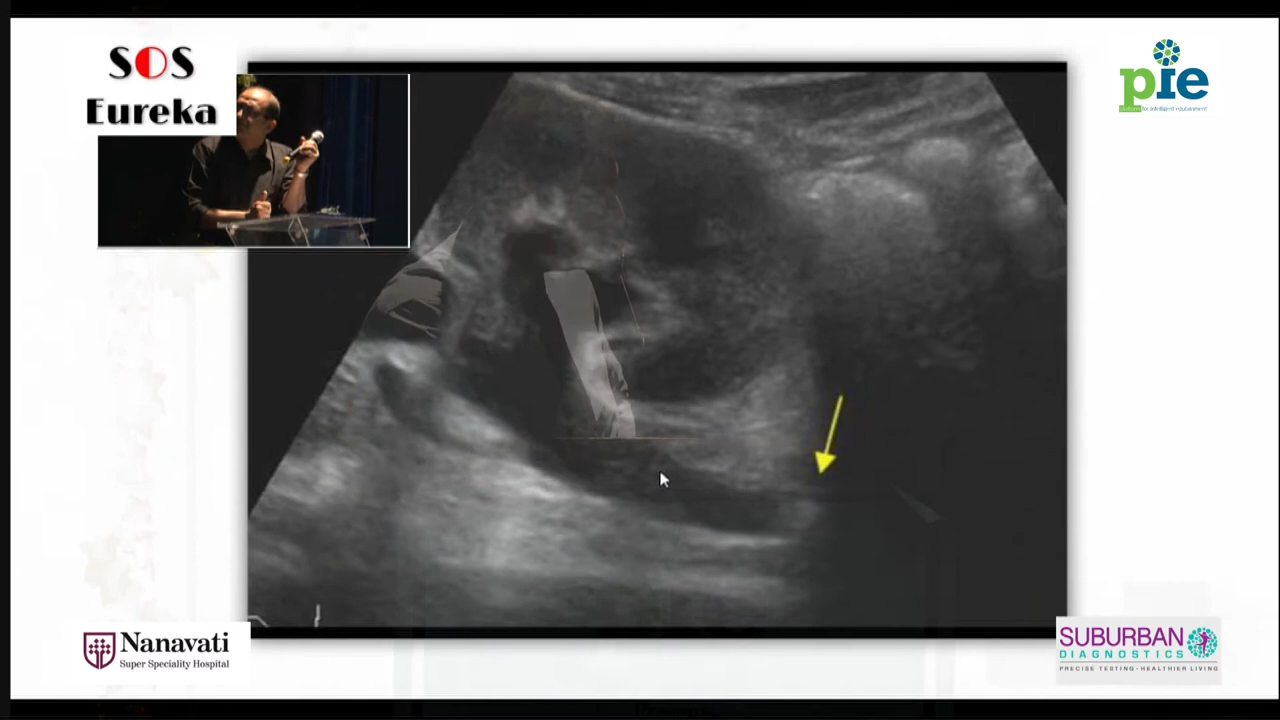 SOS
Eureka
pie
Nanavati
Super Speciality Hospital
SUBURBAN
DIAGNOSTICS
PRECISE TESTING - HEALTHIER LIVING